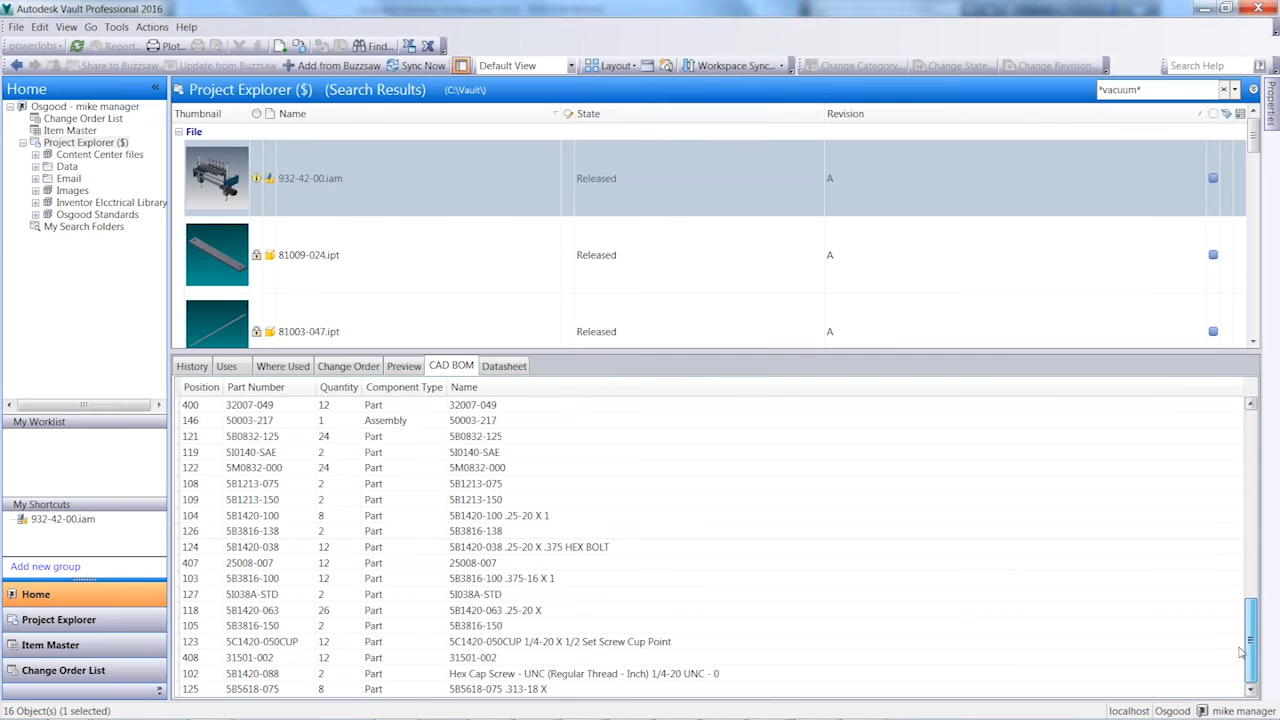 Autodesk Vault Professional 2016
File Edit View Go Tools Actions Help
powerJobs Report... Plot... Find...
Share to Buzzsaw Update from Buzzsaw Add from Buzzsaw Sync Now Default View Layout Workspace Sync... Change Category... Change State... Change Revision... Search Help
Home « Project Explorer ($) (Search Results) (C:\Vault\) *vacuum* Properties
Osgood - mike manager
Change Order List
Item Master
Project Explorer ($)
Content Center files
Data
Email
Images
Inventor Elcctrical Library
Osgood Standards
My Search Folders
My Worklist
My Shortcuts
932-42-00.iam
Add new group
Home
Project Explorer
Item Master
Change Order List
»
Thumbnail Name State Revision
File
932-42-00.iam Released A
81009-024.ipt Released A
81003-047.ipt Released A
History Uses Where Used Change Order Preview CAD BOM Datasheet
Position Part Number Quantity Component Type Name
400 32007-049 12 Part 32007-049
146 50003-217 1 Assembly 50003-217
121 5B0832-125 24 Part 5B0832-125
119 5I0140-SAE 2 Part 5I0140-SAE
122 5M0832-000 24 Part 5M0832-000
108 5B1213-075 2 Part 5B1213-075
109 5B1213-150 2 Part 5B1213-150
104 5B1420-100 8 Part 5B1420-100 .25-20 X 1
126 5B3816-138 2 Part 5B3816-138
124 5B1420-038 12 Part 5B1420-038 .25-20 X .375 HEX BOLT
407 25008-007 12 Part 25008-007
103 5B3816-100 12 Part 5B3816-100 .375-16 X 1
127 5I038A-STD 2 Part 5I038A-STD
118 5B1420-063 26 Part 5B1420-063 .25-20 X
105 5B3816-150 2 Part 5B3816-150
123 5C1420-050CUP 12 Part 5C1420-050CUP 1/4-20 X 1/2 Set Screw Cup Point
408 31501-002 12 Part 31501-002
102 5B1420-088 2 Part Hex Cap Screw - UNC (Regular Thread - Inch) 1/4-20 UNC - 0
125 5B5618-075 8 Part 5B5618-075 .313-18 X
16 Object(s) (1 selected) localhost Osgood mike manager